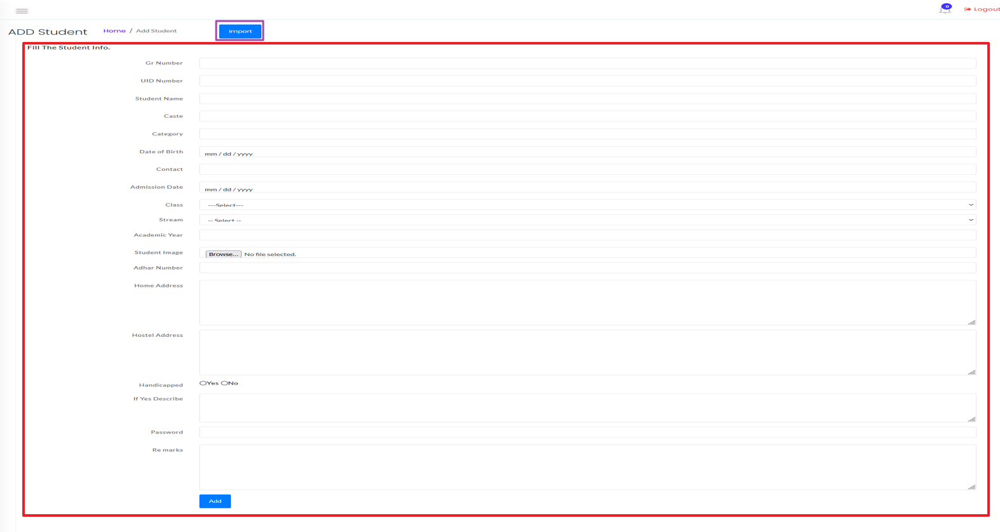 0 Logout
ADD Student Home / Add Student Import
Fill The Student Info.
Gr Number
UID Number
Student Name
Caste
Category
Date of Birth mm / dd / yyyy
Contact
Admission Date mm / dd / yyyy
Class ---Select---
Stream -- Select --
Academic Year
Student Image Browse... No file selected.
Adhar Number
Home Address
Hostel Address
Handicapped Yes No
If Yes Describe
Password
Re marks
Add